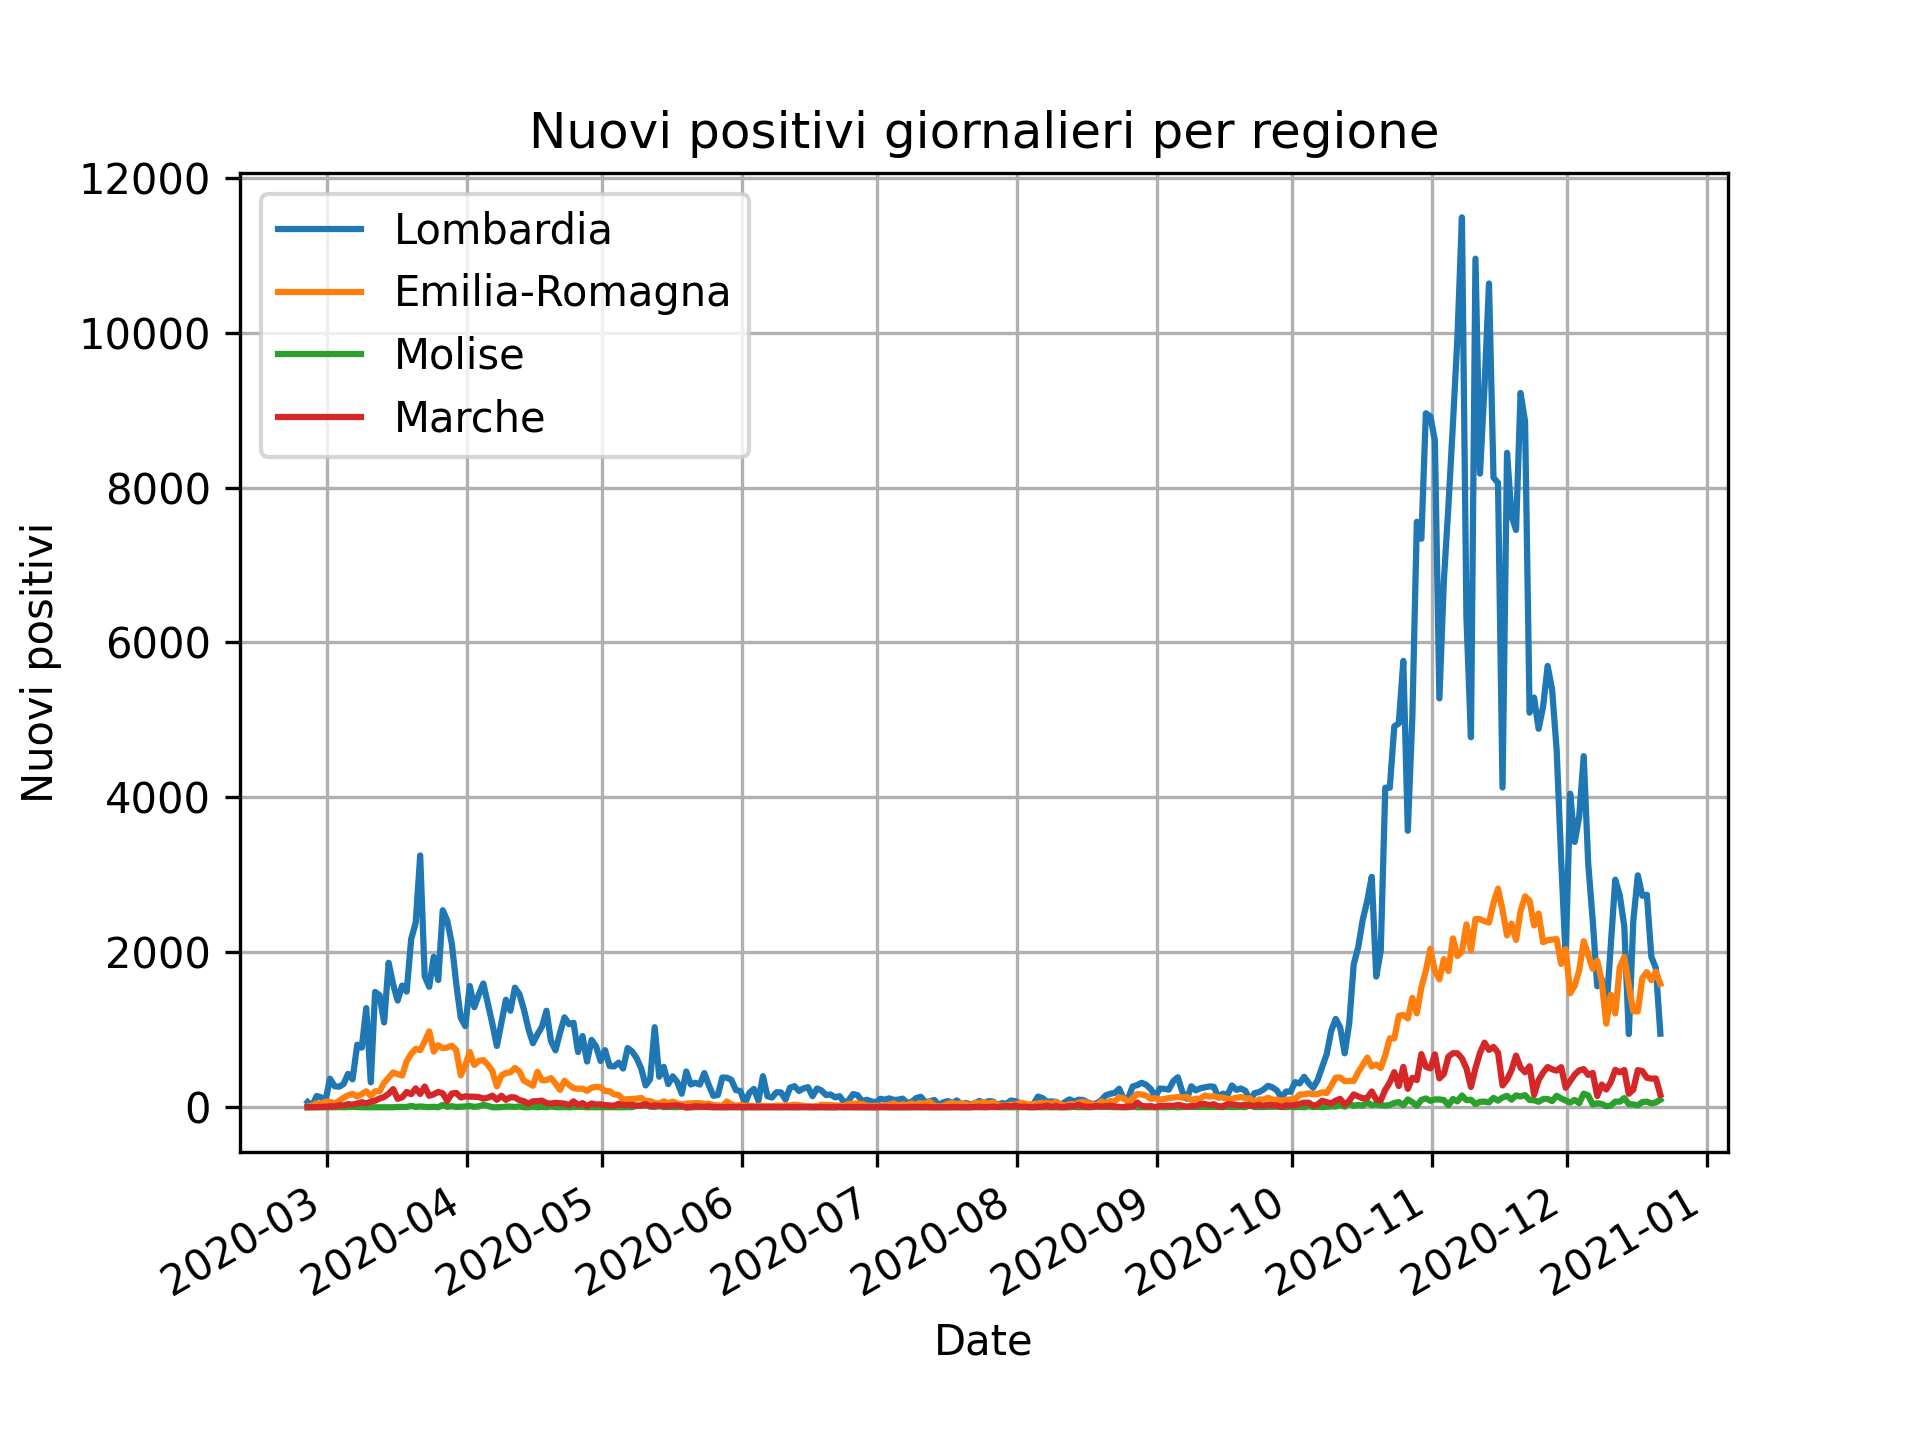 Nuovi positivi giornalieri per regione
12000
10000
8000
6000
4000
2000
0
Nuovi positivi
Lombardia
Emilia-Romagna
Molise
Marche
2020-03
2020-04
2020-05
2020-06
2020-07
2020-08
2020-09
2020-10
2020-11
2020-12
2021-01
Date